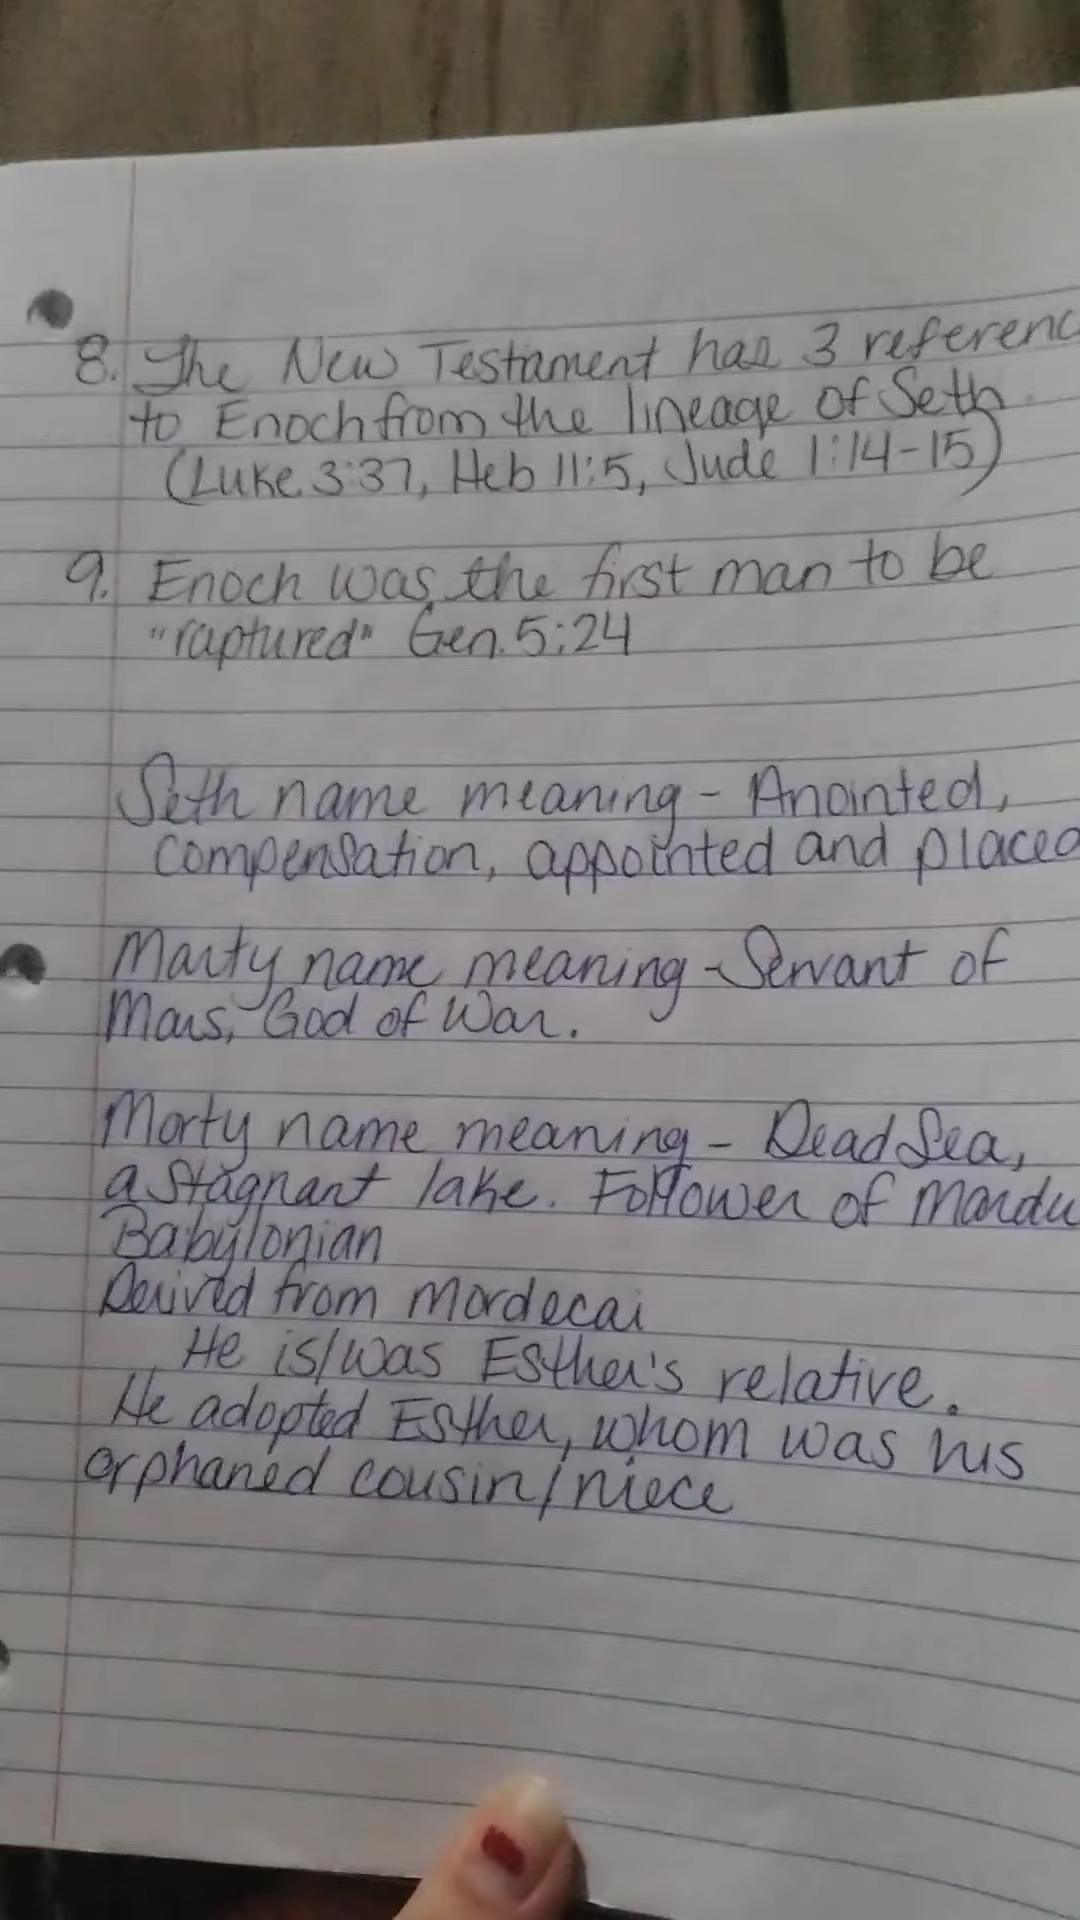 8. The New Testament has 3 referenc
to Enoch from the lineage of Seth.
(Luke 3:37, Heb 11:5, Jude 1:14-15)
9. Enoch was the first man to be
"raptured" Gen. 5:24
Seth name meaning - Anointed,
compensation, appointed and placed
Marty name meaning - Servant of
Mars, God of War.
Morty name meaning - Dead Sea,
a stagnant lake. Follower of Mardu
Babylonian
Derived from Mordecai
He is/was Esther's relative.
He adopted Esther, whom was his
orphaned cousin/niece